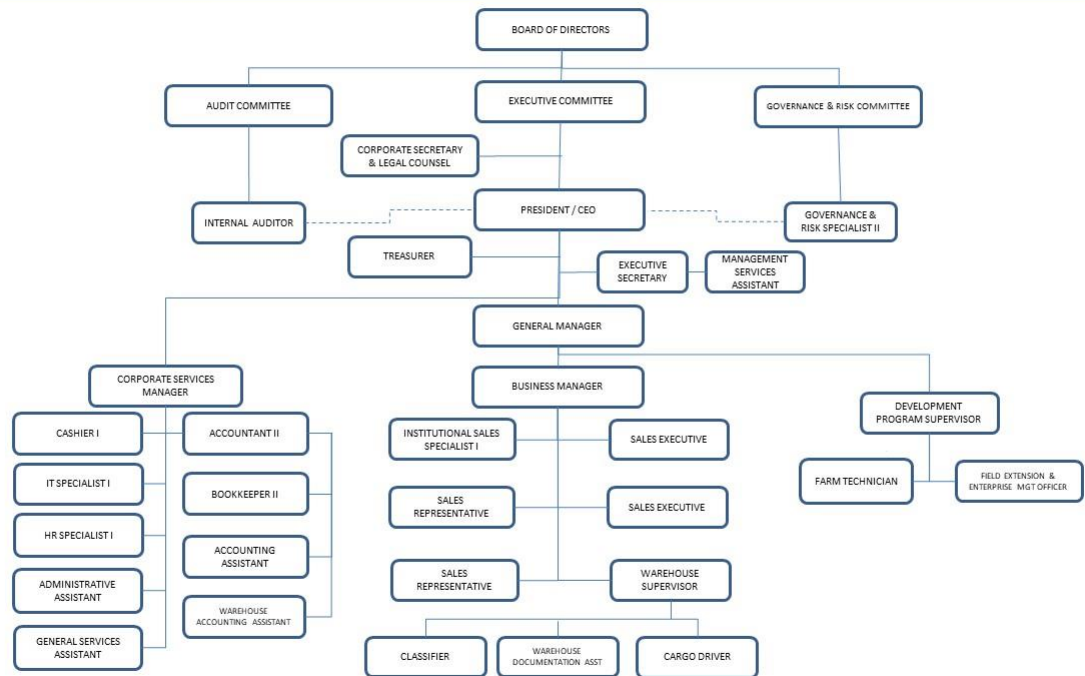 BOARD OF DIRECTORS
AUDIT COMMITTEE
EXECUTIVE COMMITTEE
GOVERNANCE & RISK COMMITTEE
CORPORATE SECRETARY
& LEGAL COUNSEL
INTERNAL AUDITOR
PRESIDENT / CEO
GOVERNANCE &
RISK SPECIALIST II
TREASURER
EXECUTIVE
SECRETARY
MANAGEMENT
SERVICES
ASSISTANT
GENERAL MANAGER
CORPORATE SERVICES
MANAGER
BUSINESS MANAGER
DEVELOPMENT
PROGRAM SUPERVISOR
CASHIER I
ACCOUNTANT II
INSTITUTIONAL SALES
SPECIALIST I
SALES EXECUTIVE
IT SPECIALIST I
BOOKKEEPER II
SALES
REPRESENTATIVE
SALES EXECUTIVE
FARM TECHNICIAN
FIELD EXTENSION &
ENTERPRISE MGT OFFICER
HR SPECIALIST I
ACCOUNTING
ASSISTANT
SALES
REPRESENTATIVE
WAREHOUSE
SUPERVISOR
ADMINISTRATIVE
ASSISTANT
WAREHOUSE
ACCOUNTING ASSISTANT
GENERAL SERVICES
ASSISTANT
CLASSIFIER
WAREHOUSE
DOCUMENTATION ASST
CARGO DRIVER